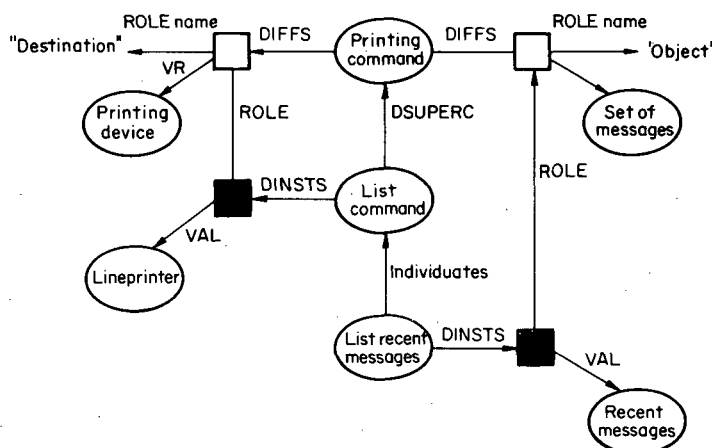 ROLE name
DIFFS
Printing
command
DIFFS
ROLE name
"Destination"
'Object'
VR
Printing
device
Set of
messages
ROLE
DSUPERC
ROLE
DINSTS
List
command
VAL
Lineprinter
Individuates
List recent
messages
DINSTS
VAL
Recent
messages